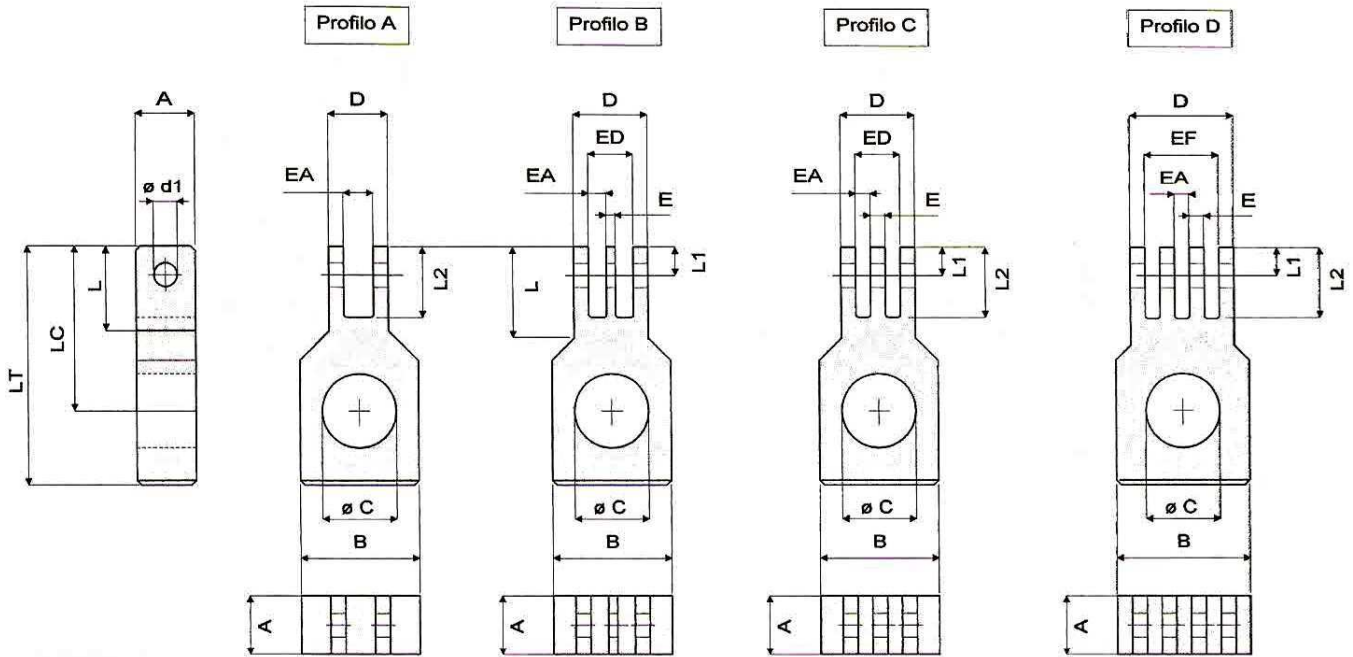 Profilo A
Profilo B
Profilo C
Profilo D
A
ø d1
L
LC
LT
D
EA
L2
ø C
B
A
D
ED
EA
E
L
L1
ø C
B
A
D
ED
EA
E
L1
L2
ø C
B
A
D
EF
EA
E
L1
L2
ø C
B
A